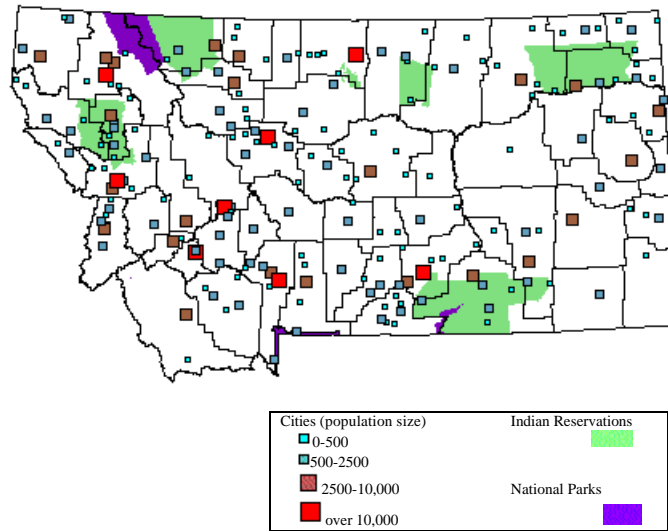 Cities (population size)
0-500
500-2500
2500-10,000
over 10,000
Indian Reservations
National Parks